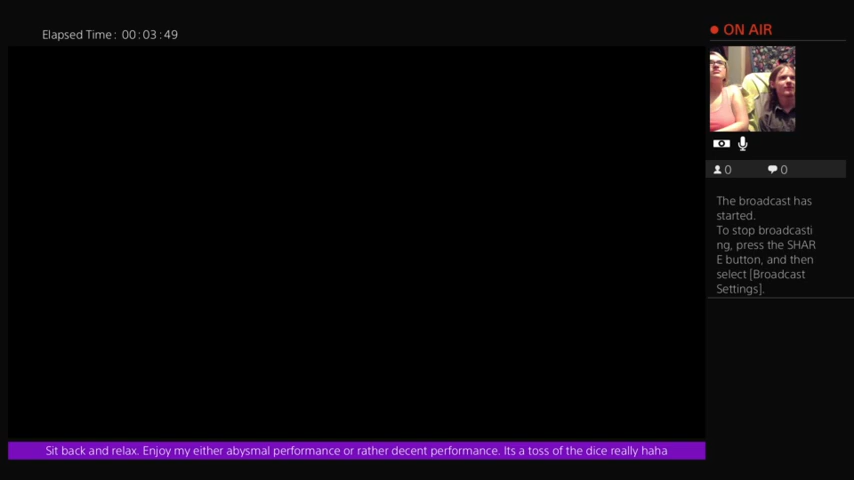 Elapsed Time : 00 : 03 : 49
ON AIR
0
0
The broadcast has
started.
To stop broadcasti
ng, press the SHAR
E button, and then
select [Broadcast
Settings].
Sit back and relax. Enjoy my either abysmal performance or rather decent performance. Its a toss of the dice really haha